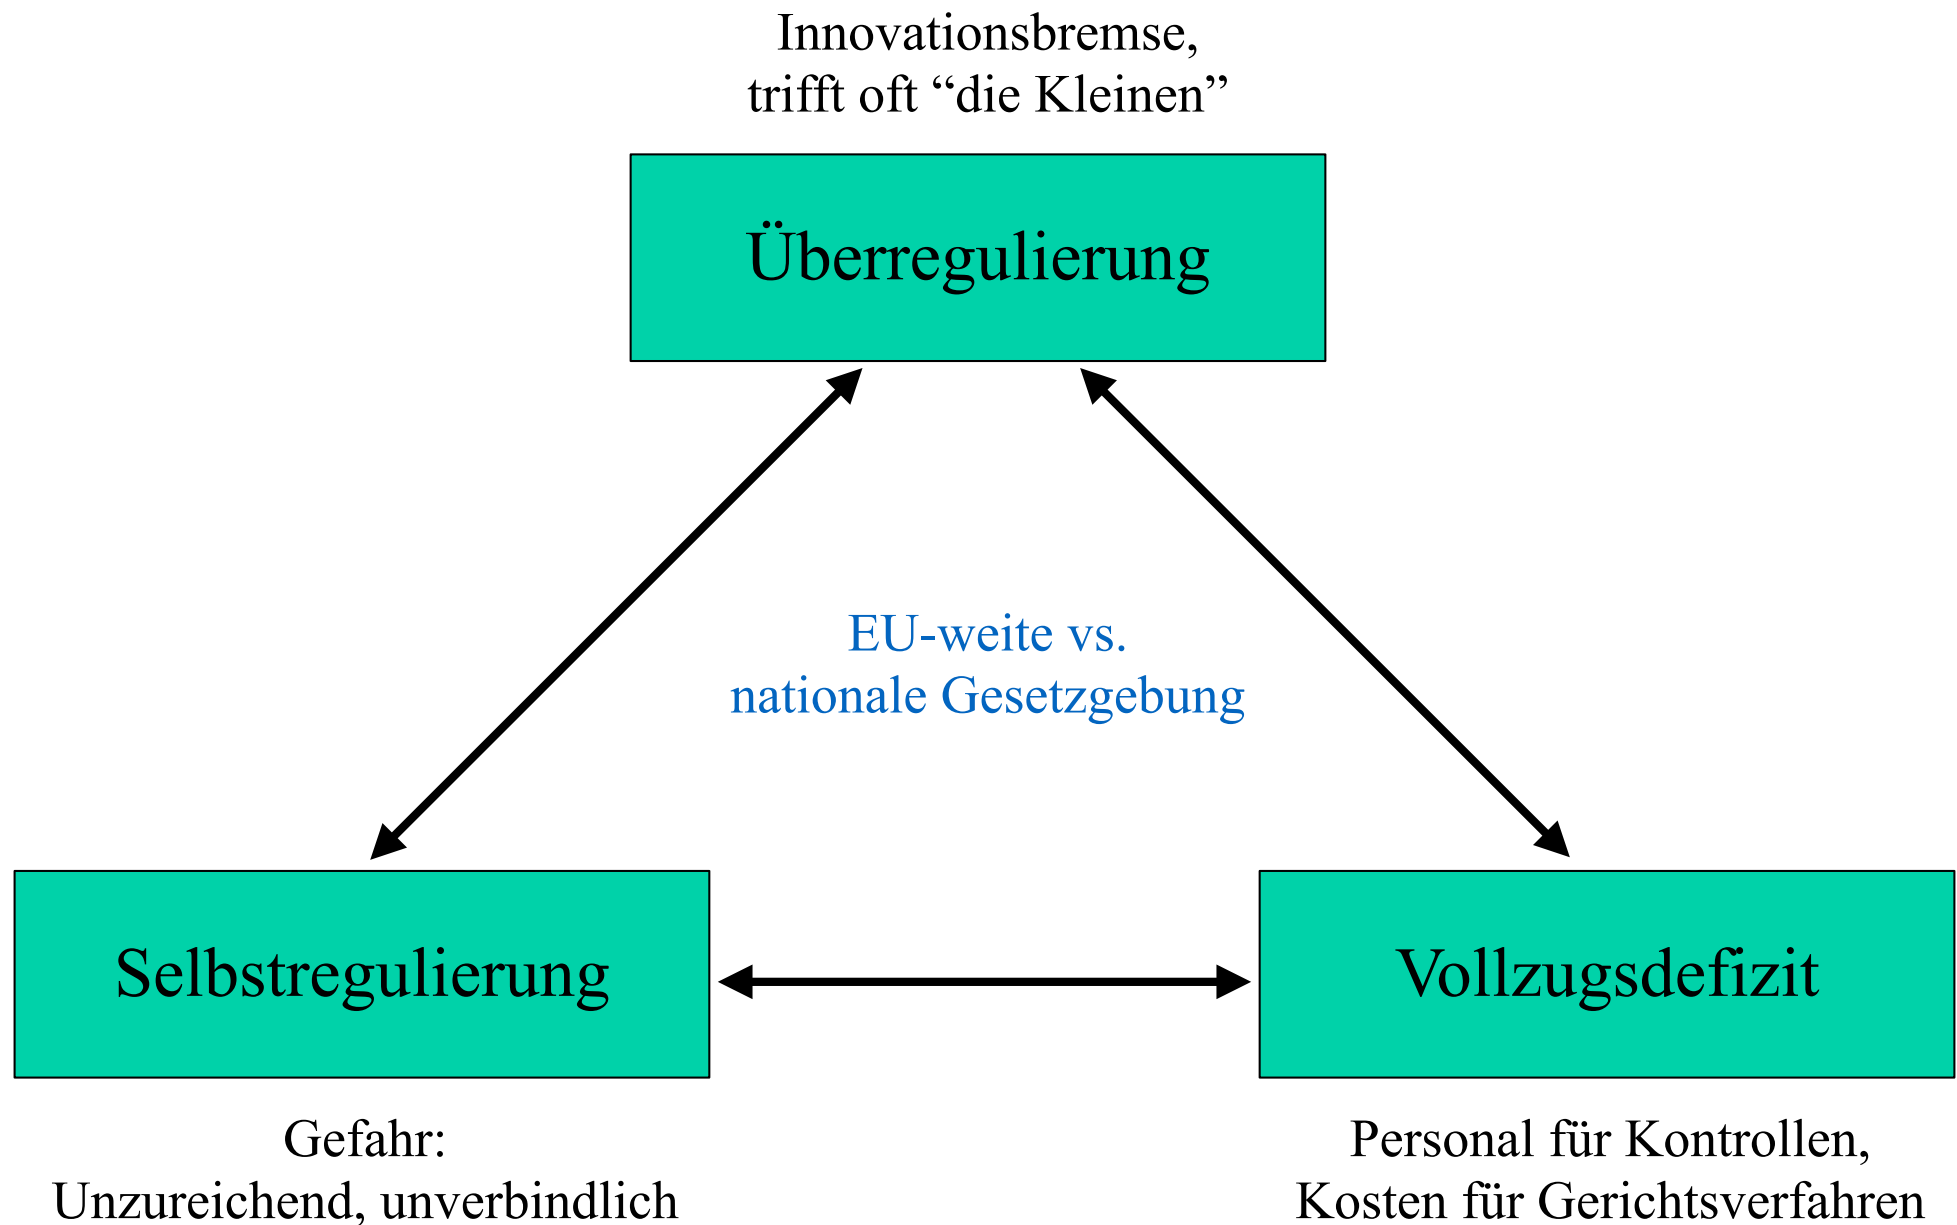 Innovationsbremse,
trifft oft “die Kleinen”
Überregulierung
EU-weite vs.
nationale Gesetzgebung
Selbstregulierung
Vollzugsdefizit
Gefahr:
Unzureichend, unverbindlich
Personal für Kontrollen,
Kosten für Gerichtsverfahren